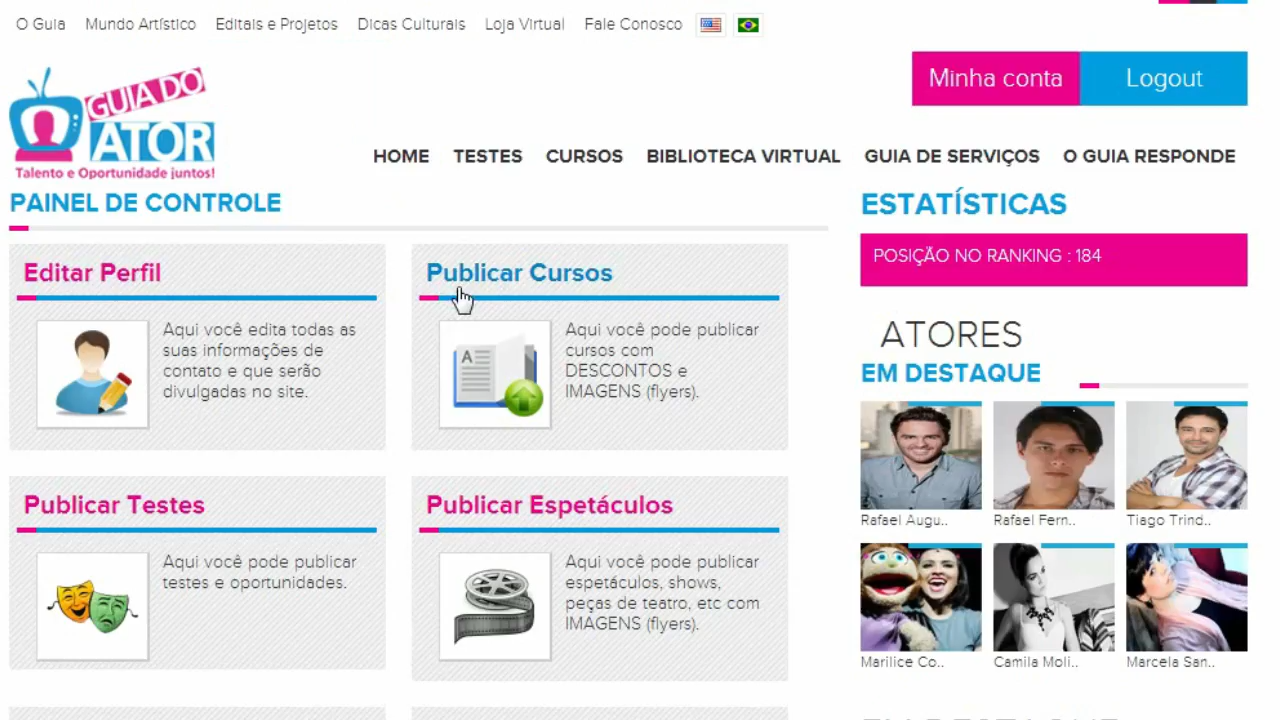 O Guia Mundo Artístico Editais e Projetos Dicas Culturais Loja Virtual Fale Conosco
GUIA DO
ATOR
Talento e Oportunidade juntos!
Minha conta Logout
HOME TESTES CURSOS BIBLIOTECA VIRTUAL GUIA DE SERVIÇOS O GUIA RESPONDE
PAINEL DE CONTROLE
Editar Perfil
Aqui você edita todas as
suas informações de
contato e que serão
divulgadas no site.
Publicar Cursos
A
Aqui você pode publicar
cursos com
DESCONTOS e
IMAGENS (flyers).
Publicar Testes
Aqui você pode publicar
testes e oportunidades.
Publicar Espetáculos
Aqui você pode publicar
espetáculos, shows,
peças de teatro, etc com
IMAGENS (flyers).
ESTATÍSTICAS
POSIÇÃO NO RANKING : 184
ATORES
EM DESTAQUE
Rafael Augu.. Rafael Fern.. Tiago Trind..
Marilice Co.. Camila Moli.. Marcela San..